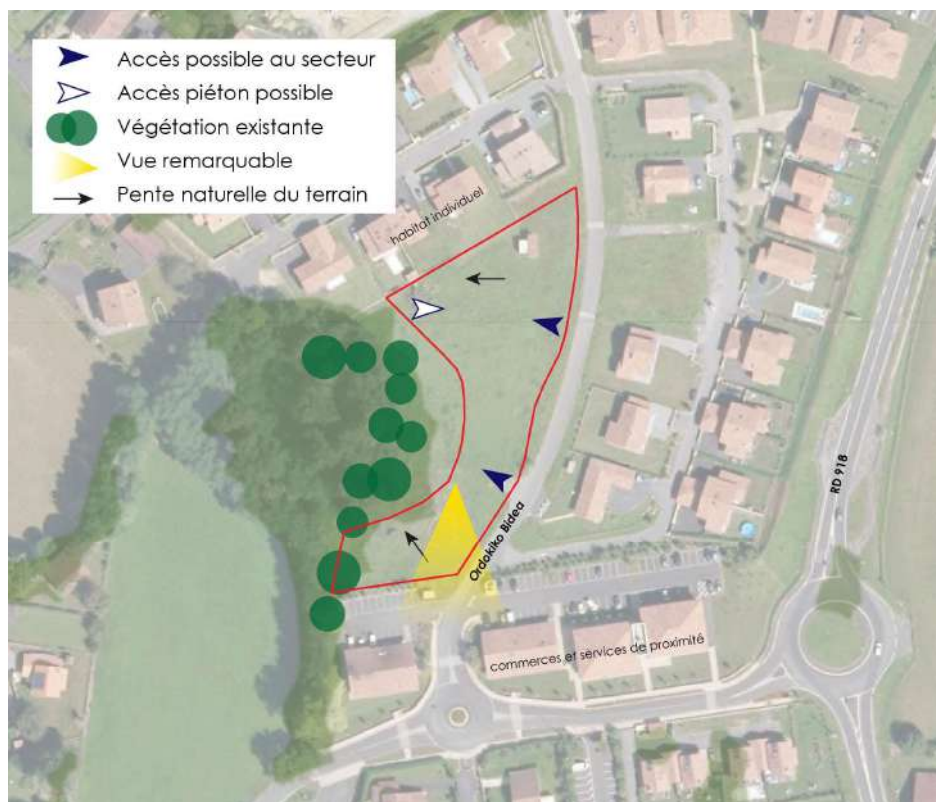 Accès possible au secteur
Accès piéton possible
Végétation existante
Vue remarquable
Pente naturelle du terrain
habitat individuel
RD 918
Ordokiko Bidea
commerces et services de proximité